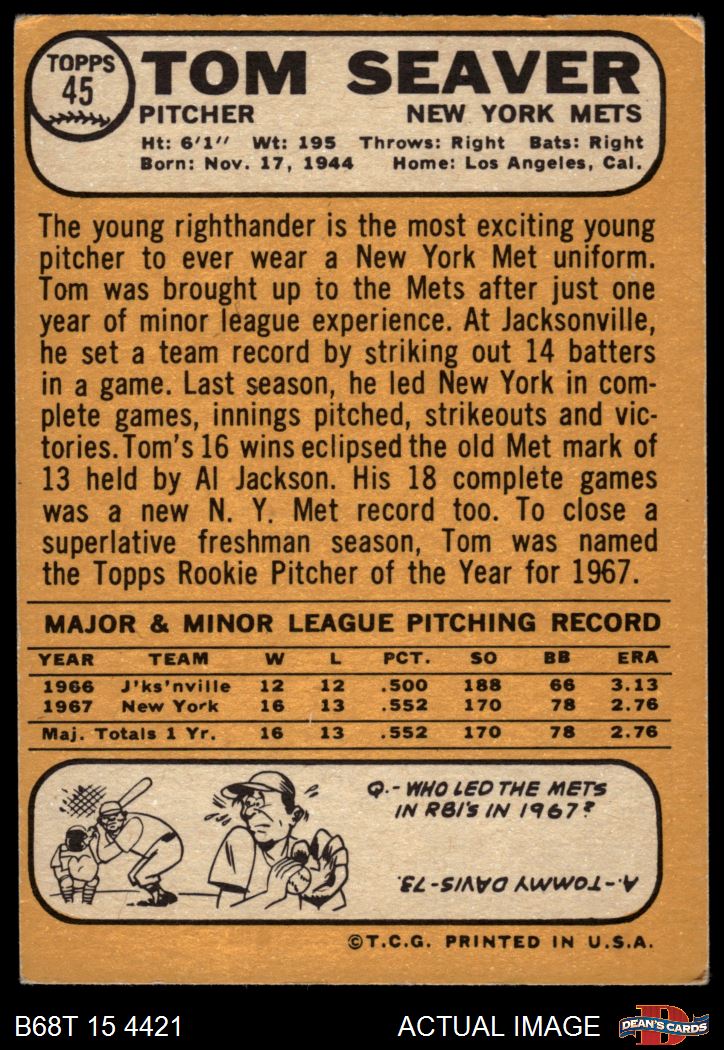 TOPPS
45
TOM SEAVER
PITCHER NEW YORK METS
Ht: 6'1" Wt: 195 Throws: Right Bats: Right
Born: Nov. 17, 1944 Home: Los Angeles, Cal.
The young righthander is the most exciting young
pitcher to ever wear a New York Met uniform.
Tom was brought up to the Mets after just one
year of minor league experience. At Jacksonville,
he set a team record by striking out 14 batters
in a game. Last season, he led New York in com-
plete games, innings pitched, strikeouts and vic-
tories. Tom's 16 wins eclipsed the old Met mark of
13 held by Al Jackson. His 18 complete games
was a new N. Y. Met record too. To close a
superlative freshman season, Tom was named
the Topps Rookie Pitcher of the Year for 1967.
MAJOR & MINOR LEAGUE PITCHING RECORD
YEAR TEAM W L PCT. SO BB ERA
1966 J'ks'nville 12 12 .500 188 66 3.13
1967 New York 16 13 .552 170 78 2.76
Maj. Totals 1 Yr. 16 13 .552 170 78 2.76
Q.- WHO LED THE METS
IN RBI'S IN 1967?
A.-TOMMY DAVIS-73.
©T.C.G. PRINTED IN U.S.A.
B68T 15 4421 ACTUAL IMAGE
D
DEAN'S CARDS